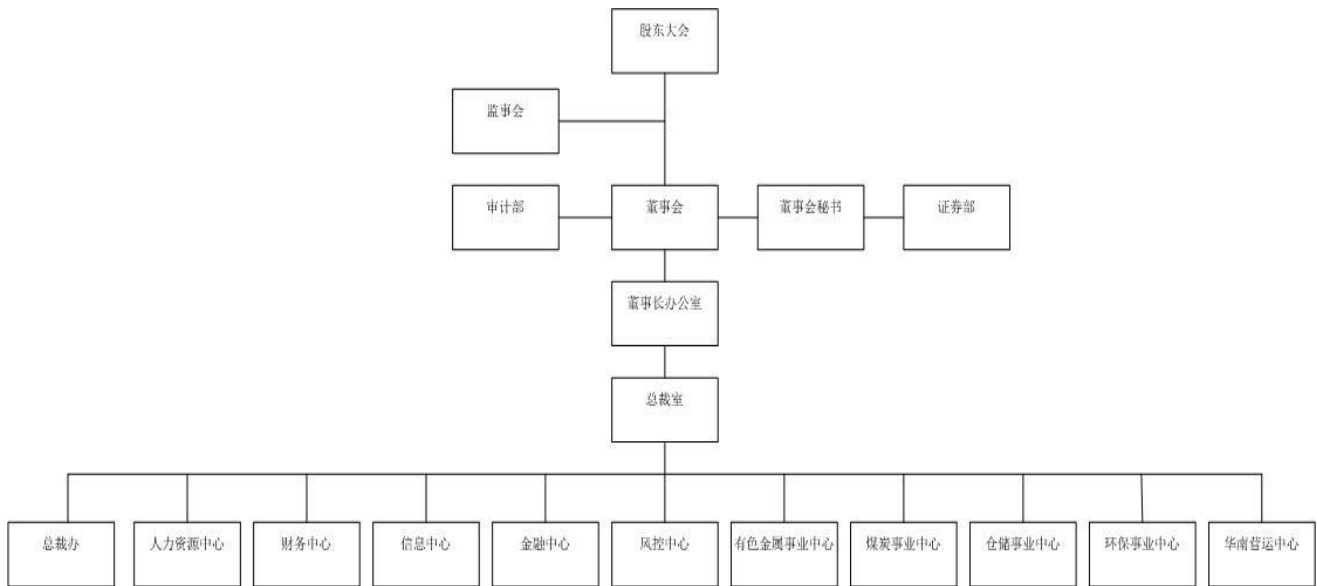 股东大会
监事会
审计部
董事会
董事会秘书
证券部
董事长办公室
总裁室
总裁办
人力资源中心
财务中心
信息中心
金融中心
风控中心
有色金属事业中心
煤炭事业中心
仓储事业中心
环保事业中心
华南营运中心